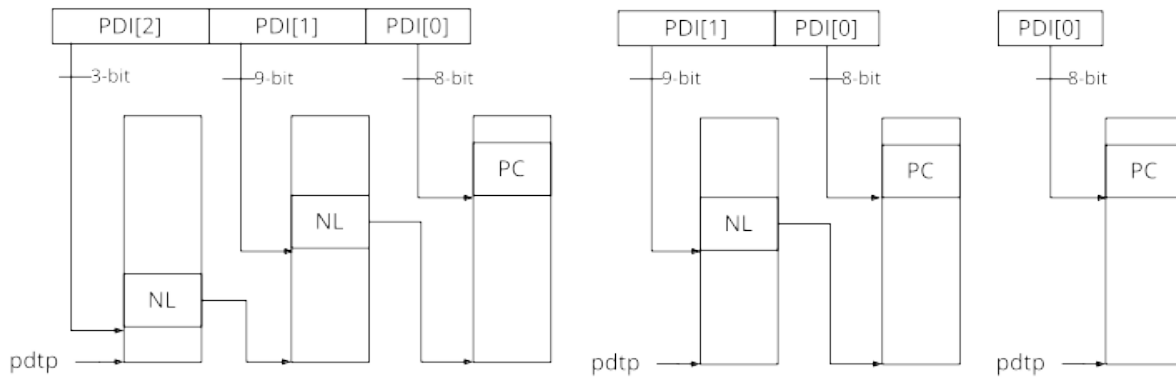 PDI[2] PDI[1] PDI[0] PDI[1] PDI[0] PDI[0]
3-bit 9-bit 8-bit 9-bit 8-bit 8-bit
PC PC PC
NL NL
NL
pdtp pdtp pdtp